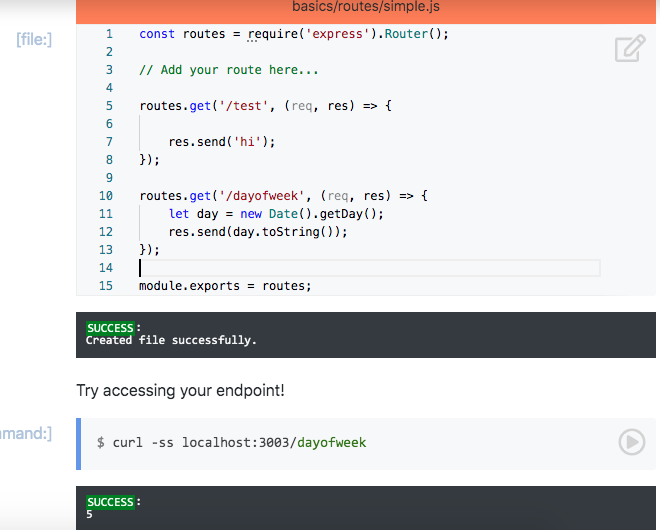 basics/routes/simple.js
[file:]
1 const routes = require('express').Router();
2
3 // Add your route here...
4
5 routes.get('/test', (req, res) => {
6
7 res.send('hi');
8 });
9
10 routes.get('/dayofweek', (req, res) => {
11 let day = new Date().getDay();
12 res.send(day.toString());
13 });
14
15 module.exports = routes;
SUCCESS:
Created file successfully.
Try accessing your endpoint!
mmand:]
$ curl -ss localhost:3003/dayofweek
SUCCESS:
5